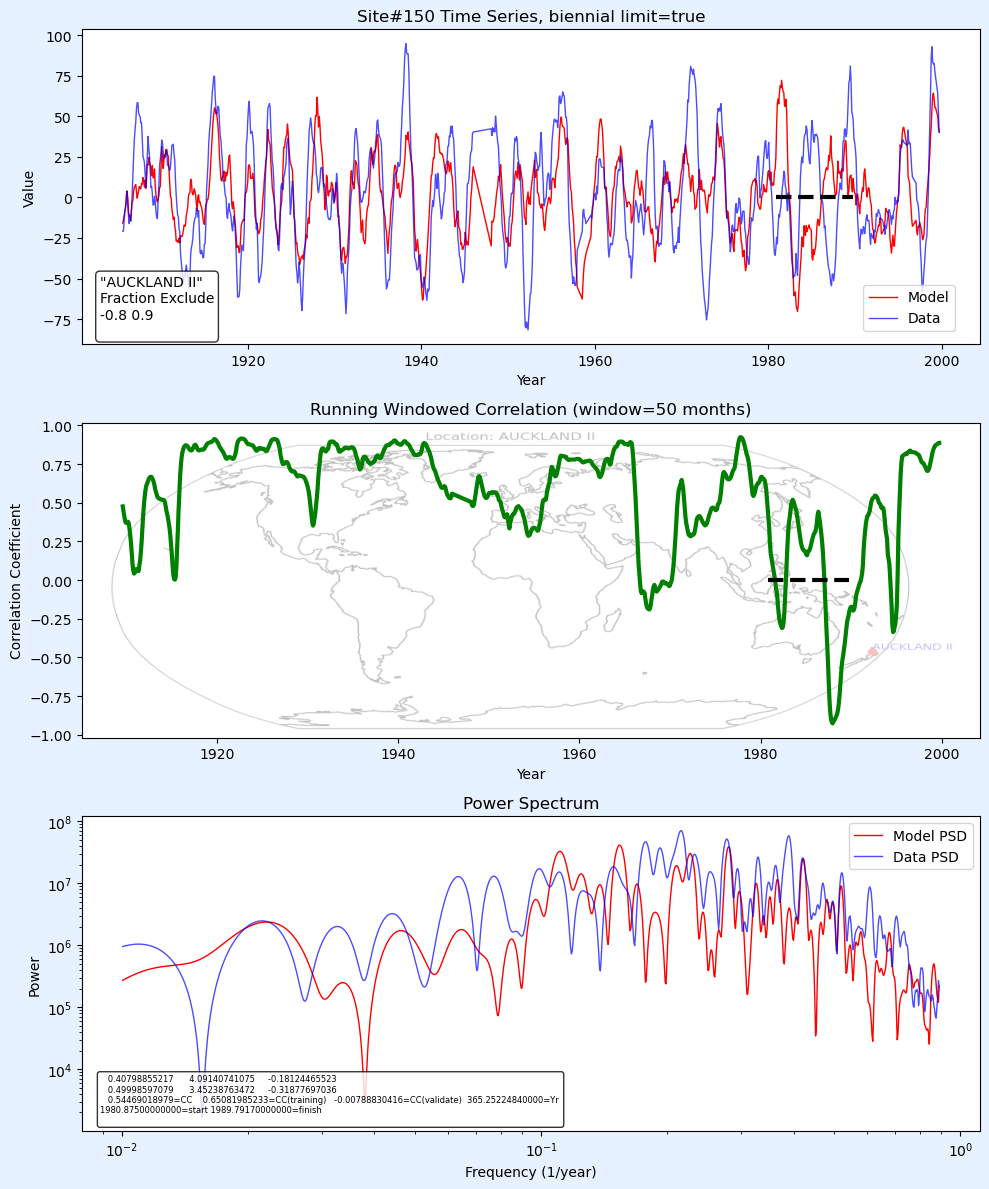 Site#150 Time Series, biennial limit=true
100
75
50
25
0
−25
−50
−75
Value
"AUCKLAND II"
Fraction Exclude
-0.8 0.9
Model
Data
1920
1940
1960
1980
2000
Year
Running Windowed Correlation (window=50 months)
Location: AUCKLAND II
1.00
0.75
0.50
0.25
0.00
−0.25
−0.50
−0.75
−1.00
Correlation Coefficient
AUCKLAND II
1920
1940
1960
1980
2000
Year
Power Spectrum
10^8
10^7
10^6
10^5
10^4
Power
Model PSD
Data PSD
0.40798855217 4.09140741075 -0.18124465523
0.49998597079 3.45238763472 -0.31877697036
0.54469018979=CC 0.65081985233=CC(training) -0.00788830416=CC(validate) 365.25224840000=Yr
1980.87500000000=start 1989.79170000000=finish
10^−2
10^−1
10^0
Frequency (1/year)